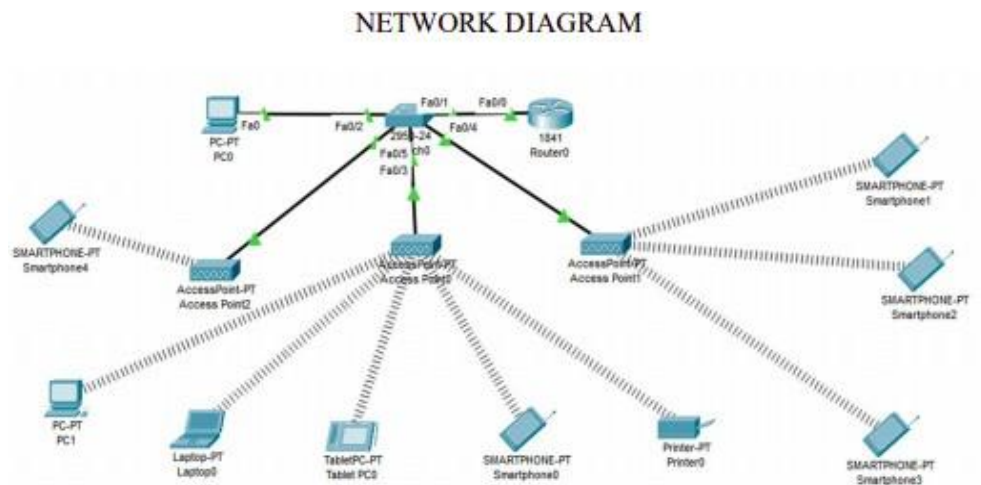 NETWORK DIAGRAM
Fa0/1
Fa0/0
Fa0
Fa0/2
Fa0/4
PC-PT
PC0
1841
Router0
Fa0/5
Fa0/3
SMARTPHONE-PT
Smartphone1
SMARTPHONE-PT
Smartphone4
AccessPoint-PT
Access Point2
AccessPoint-PT
Access Point0
Access Point1
SMARTPHONE-PT
Smartphone2
PC-PT
PC1
Laptop-PT
Laptop0
TabletPC-PT
Tablet PC0
SMARTPHONE-PT
Smartphone0
Printer-PT
Printer0
SMARTPHONE-PT
Smartphone3